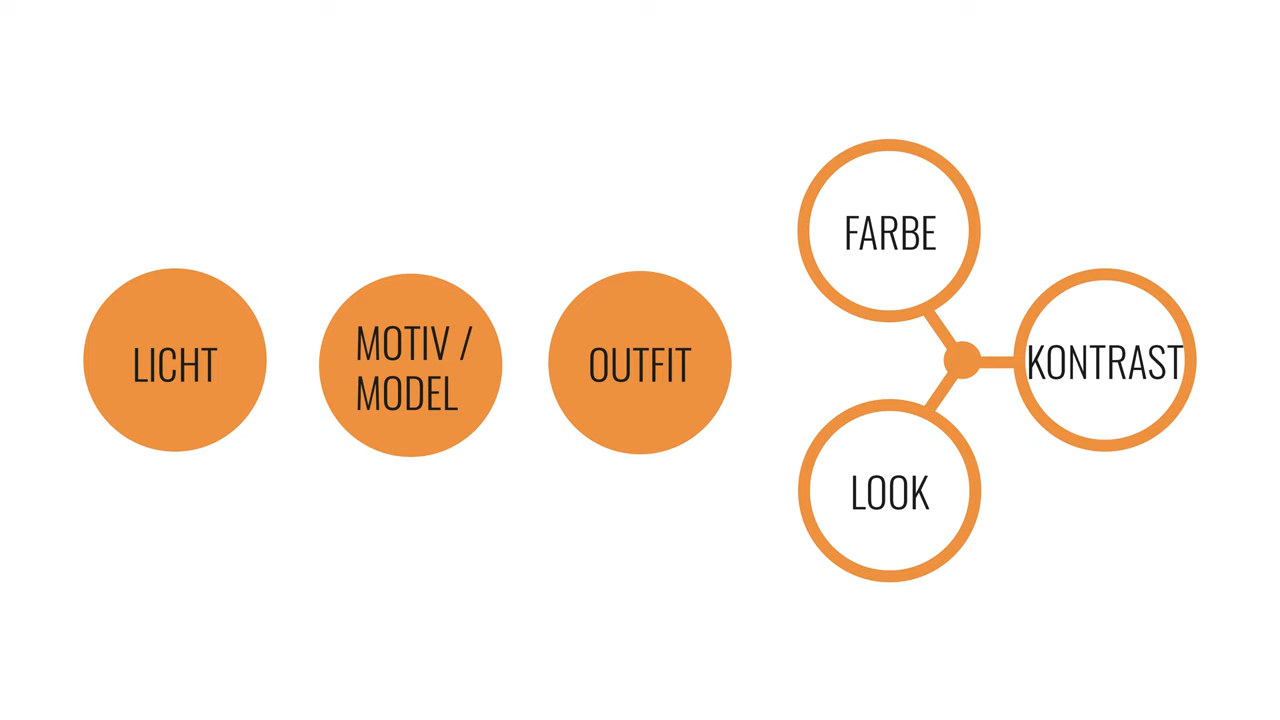 LICHT
MOTIV /
MODEL
OUTFIT
FARBE
KONTRAST
LOOK